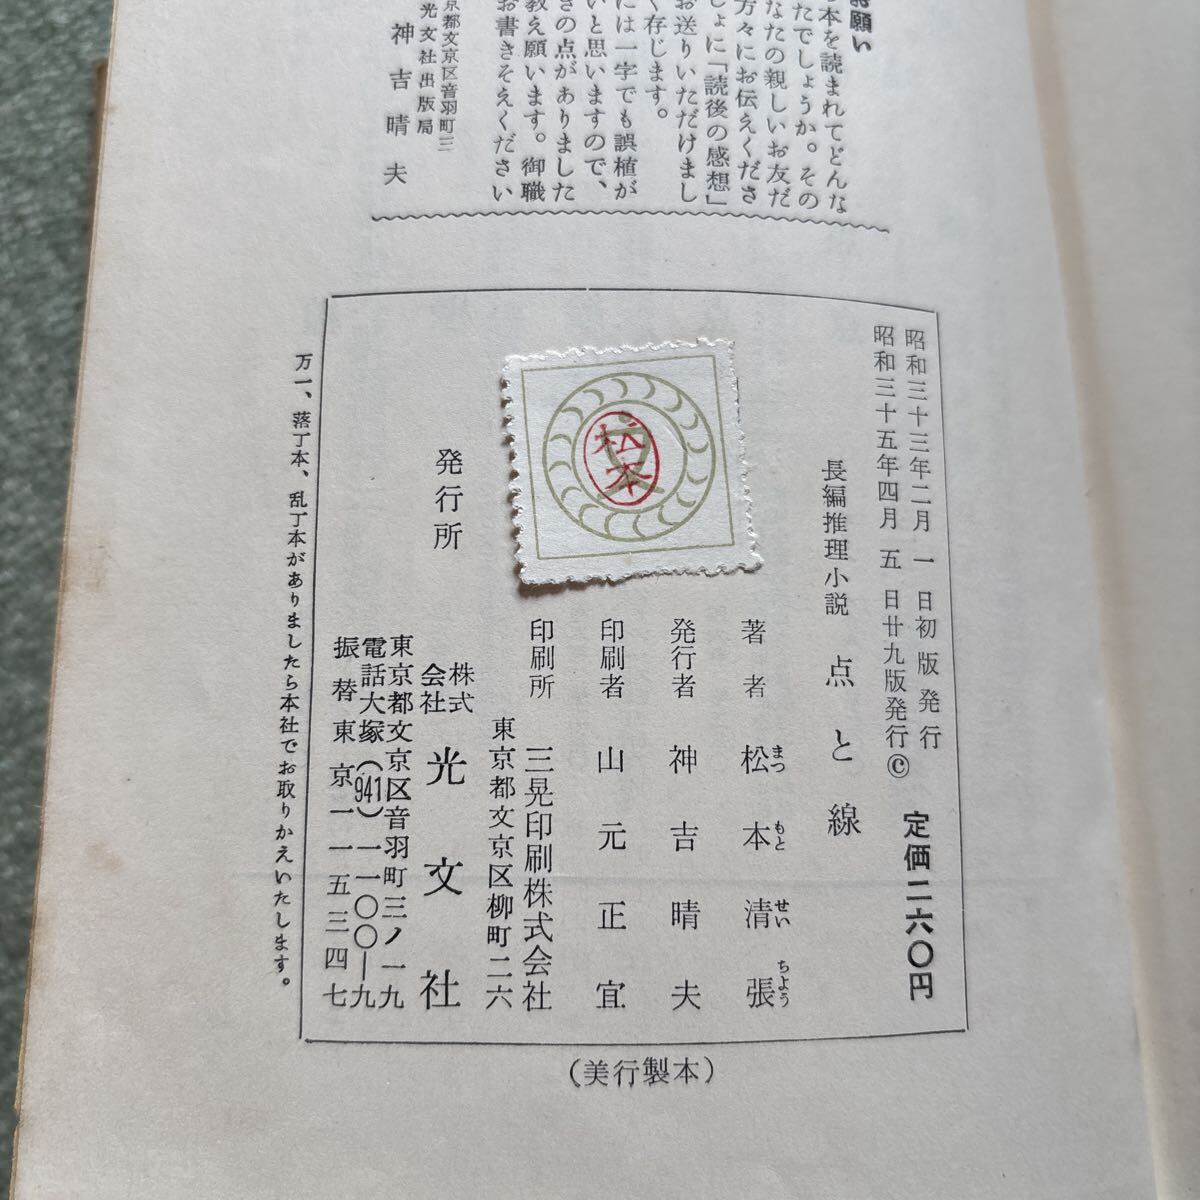 お願い
本を読まれてどんな
たでしょうか。その
なたの親しいお友だ
方々にお伝えくださ
しょに「読後の感想」
お送りいただけまし
く存じます。
には一字でも誤植が
いと思いますので、
きの点がありました
教え願います。御職
お書きそえください
京都文京区音羽町三
光文社出版局
神吉晴夫
昭和三十三年二月一日初版発行
昭和三十五年四月五日廿九版発行©
定価二六〇円
長編推理小説 点と線
著者 松本清張
まつ もと せい ちよう
発行者 神吉晴夫
印刷者 山元正宜
印刷所 三晃印刷株式会社
東京都文京区柳町二六
松本
発行所 株式会社 光文社
東京都文京区音羽町三ノ一九
電話大塚(941)一一〇〇―九
振替東京一一五三四七
万一、落丁本、乱丁本がありましたら本社でお取りかえいたします。
(美行製本)